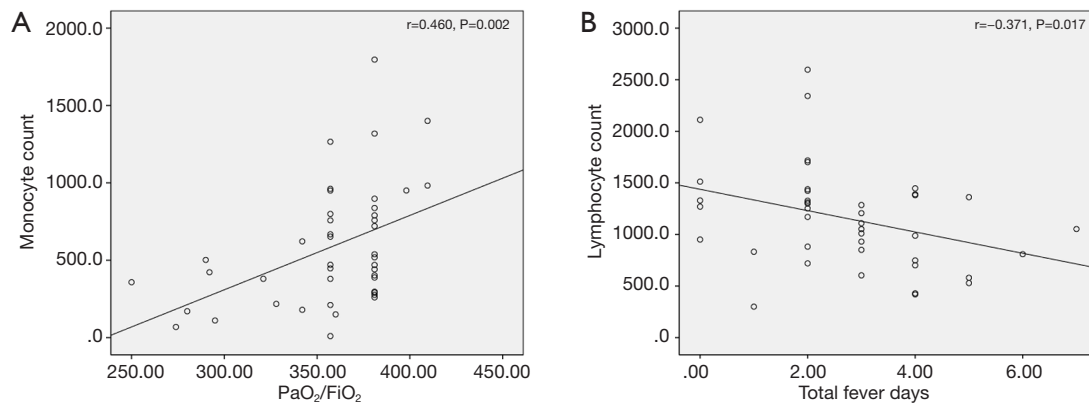 A
r=0.460, P=0.002
Monocyte count
2000.0
1500.0
1000.0
500.0
.0
250.00 300.00 350.00 400.00 450.00
PaO₂/FiO₂
B
r=−0.371, P=0.017
Lymphocyte count
3000.0
2500.0
2000.0
1500.0
1000.0
500.0
.0
.00 2.00 4.00 6.00
Total fever days